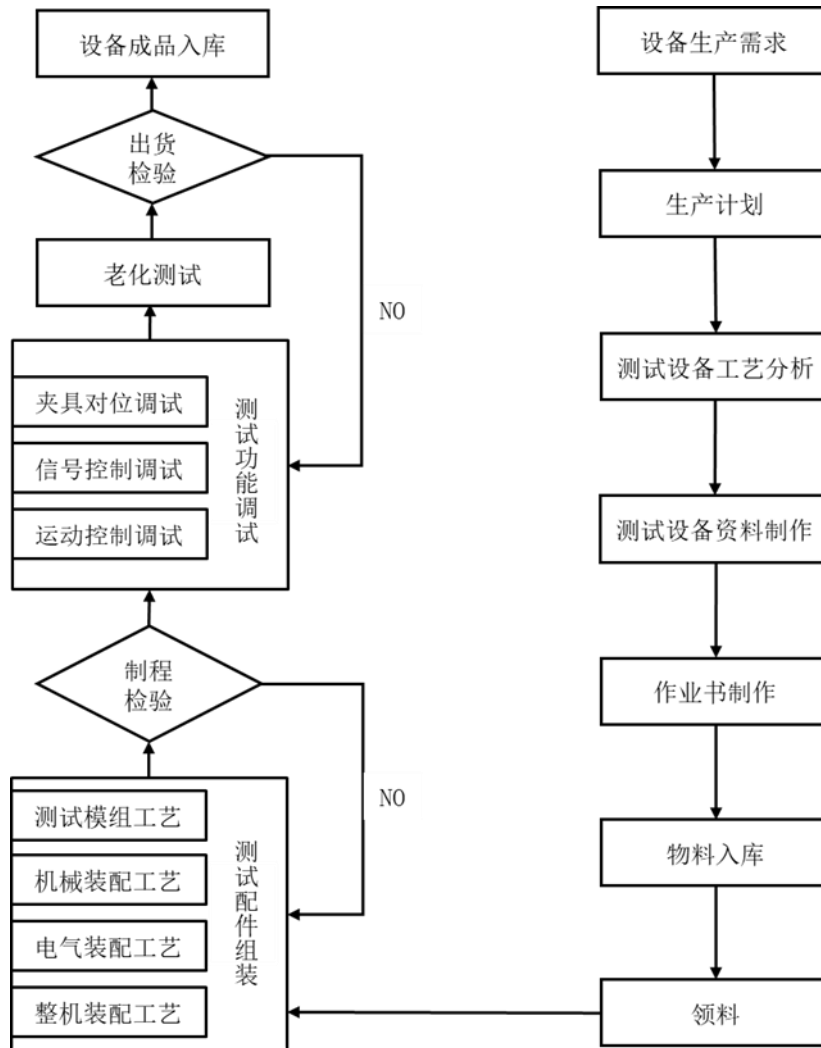 设备成品入库
出货
检验
老化测试
NO
夹具对位调试
信号控制调试
运动控制调试
测试功能调试
制程
检验
NO
测试模组工艺
机械装配工艺
电气装配工艺
整机装配工艺
测试配件组装
设备生产需求
生产计划
测试设备工艺分析
测试设备资料制作
作业书制作
物料入库
领料